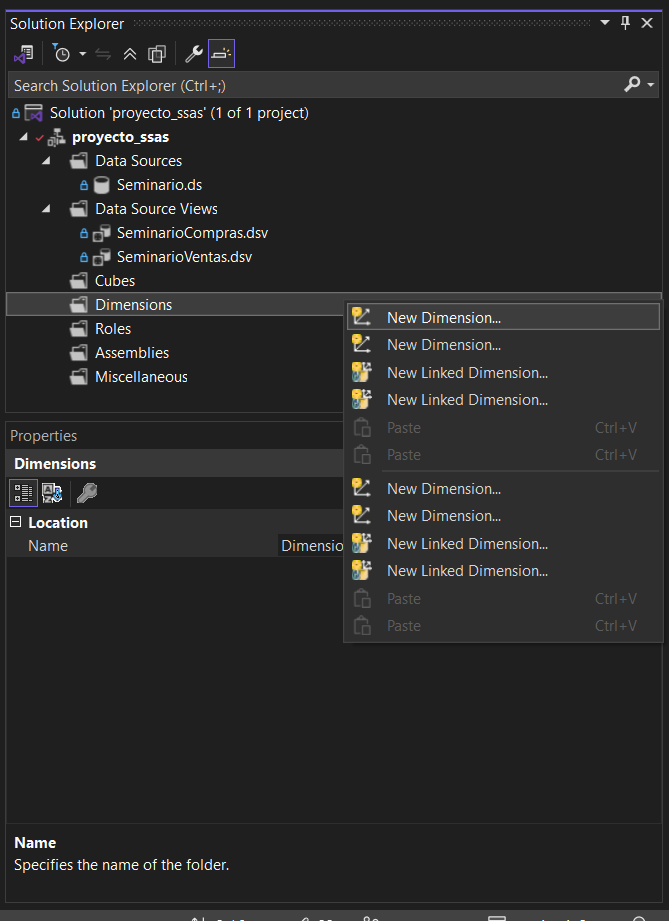 Solution Explorer
Search Solution Explorer (Ctrl+;)
Solution 'proyecto_ssas' (1 of 1 project)
proyecto_ssas
Data Sources
Seminario.ds
Data Source Views
SeminarioCompras.dsv
SeminarioVentas.dsv
Cubes
Dimensions
Roles
Assemblies
Miscellaneous
New Dimension...
New Dimension...
New Linked Dimension...
New Linked Dimension...
Paste Ctrl+V
Paste Ctrl+V
New Dimension...
New Dimension...
New Linked Dimension...
New Linked Dimension...
Paste Ctrl+V
Paste Ctrl+V
Properties
Dimensions
Location
Name Dimensio
Name
Specifies the name of the folder.